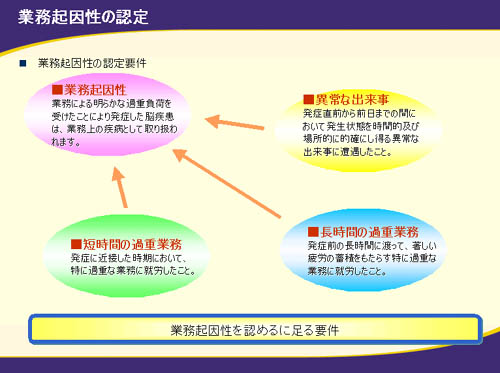 業務起因性の認定
■ 業務起因性の認定要件
■業務起因性
業務による明らかな過重負荷を
受けたことにより発症した脳疾患
は、業務上の疾病として取り扱わ
れます。
■異常な出来事
発症直前から前日までの間に
おいて発生状態を時間的及び
場所的に的確にし得る異常な
出来事に遭遇したこと。
■短時間の過重業務
発症に近接した時期において、
特に過重な業務に就労したこと。
■長時間の過重業務
発症前の長時間に渡って、著しい
疲労の蓄積をもたらす特に過重な
業務に就労したこと。
業務起因性を認めるに足る要件